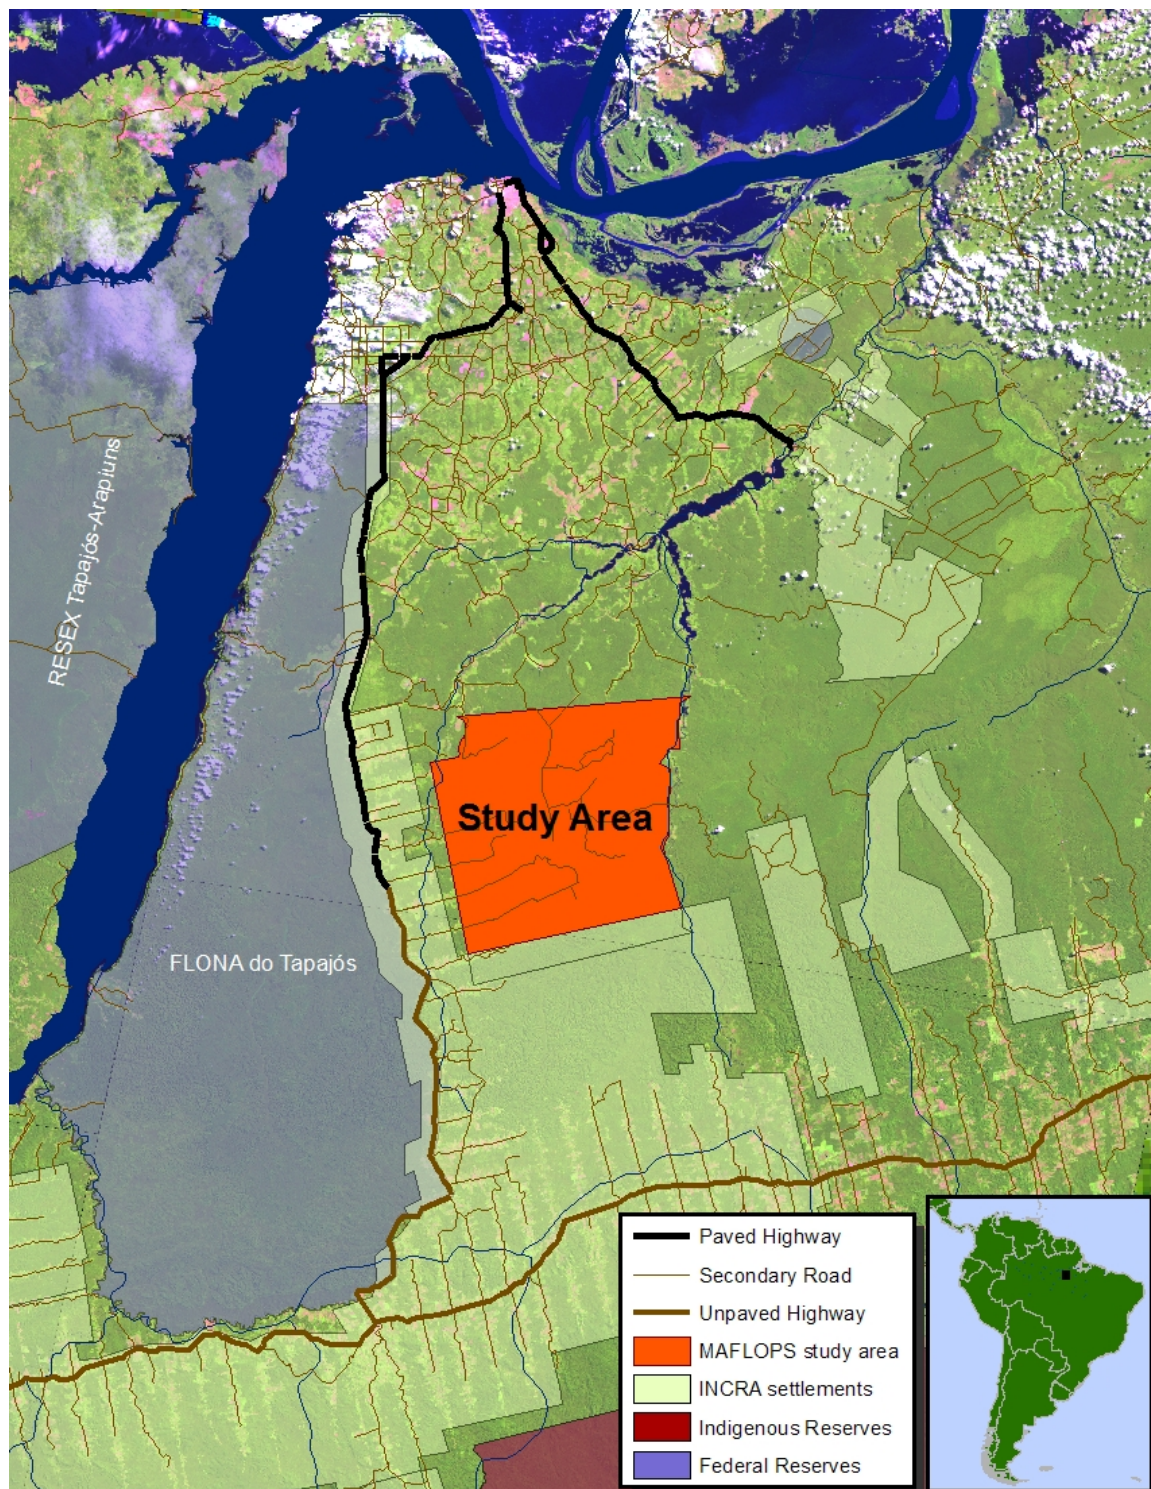 RESEX Tapajós-Arapiuns
Study Area
FLONA do Tapajós
Paved Highway
Secondary Road
Unpaved Highway
MAFLOPS study area
INCRA settlements
Indigenous Reserves
Federal Reserves